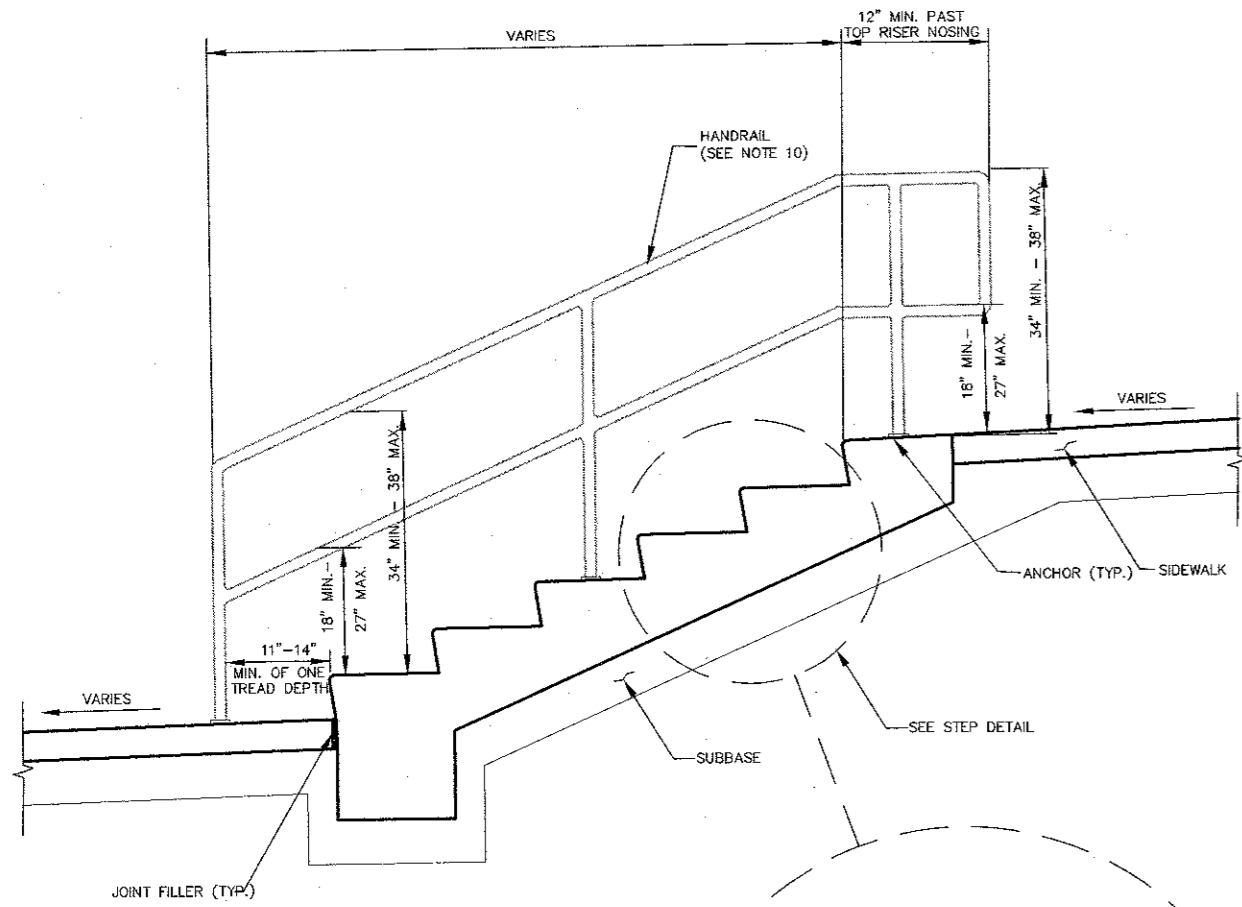 VARIES
12" MIN. PAST
TOP RISER NOSING
HANDRAIL
(SEE NOTE 10)
34" MIN. - 38" MAX.
18" MIN.-
27" MAX.
VARIES
34" MIN. - 38" MAX.
18" MIN.-
27" MAX.
11"-14"
MIN. OF ONE
TREAD DEPTH
VARIES
ANCHOR (TYP.)
SIDEWALK
SEE STEP DETAIL
SUBBASE
JOINT FILLER (TYP.)